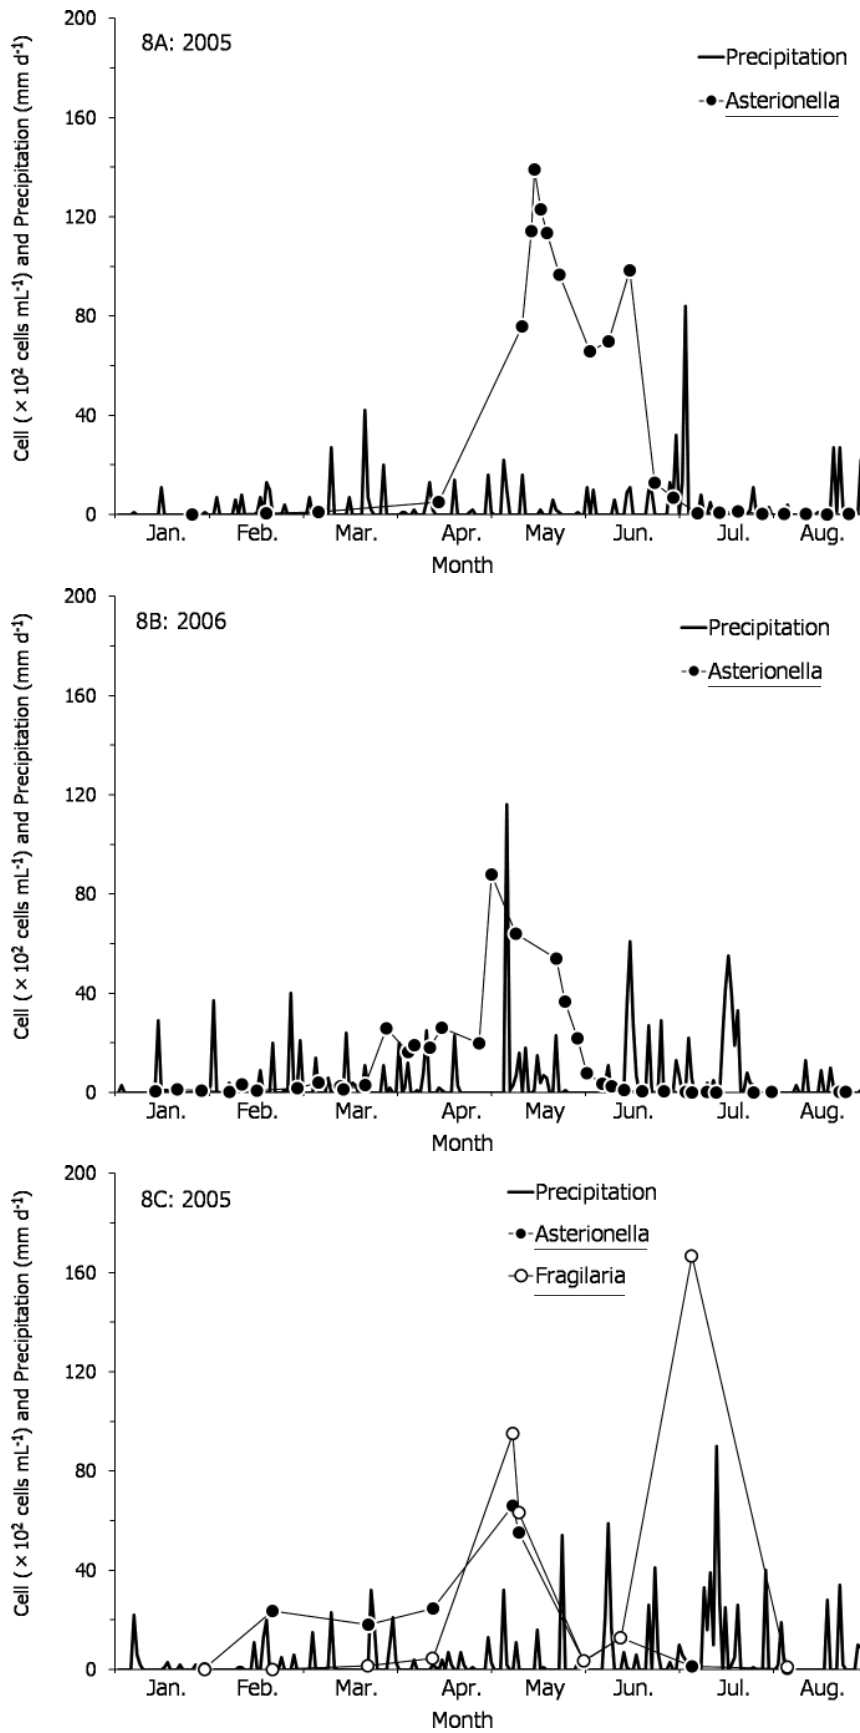 8A: 2005
Precipitation
Asterionella
200
160
120
80
40
0
Cell (×10² cells mL⁻¹) and Precipitation (mm d⁻¹)
Jan. Feb. Mar. Apr. May Jun. Jul. Aug.
Month
8B: 2006
Precipitation
Asterionella
200
160
120
80
40
0
Cell (×10² cells mL⁻¹) and Precipitation (mm d⁻¹)
Jan. Feb. Mar. Apr. May Jun. Jul. Aug.
Month
8C: 2005
Precipitation
Asterionella
Fragilaria
200
160
120
80
40
0
Cell (×10² cells mL⁻¹) and Precipitation (mm d⁻¹)
Jan. Feb. Mar. Apr. May Jun. Jul. Aug.
Month